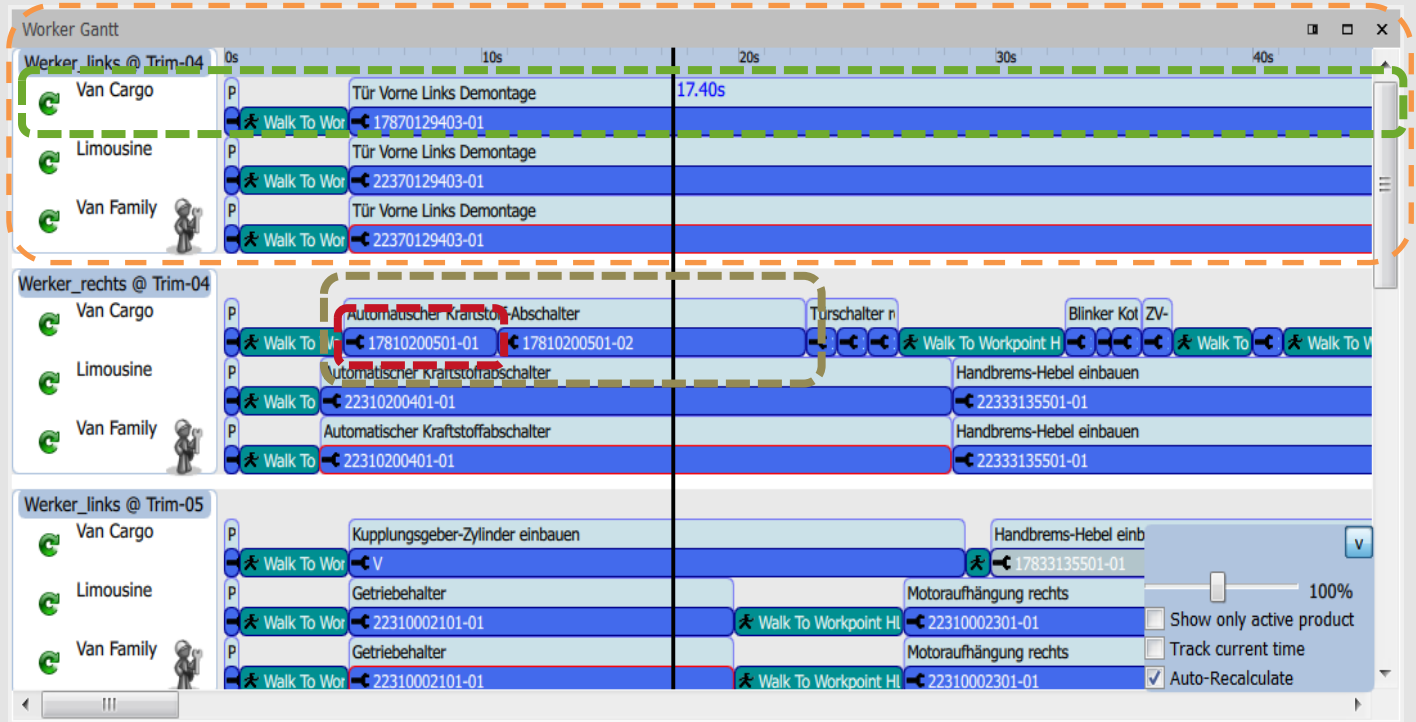 Worker Gantt
Werker_links @ Trim-04 0s 10s 20s 30s 40s
Van Cargo P Tür Vorne Links Demontage 17.40s
Walk To Wor 17870129403-01
Limousine P Tür Vorne Links Demontage
Walk To Wor 22370129403-01
Van Family P Tür Vorne Links Demontage
Walk To Wor 22370129403-01
Werker_rechts @ Trim-04
Van Cargo P Automatischer Kraftstoff-Abschalter Türschalter r Blinker Kot ZV-
Walk To W 17810200501-01 17810200501-02 Walk To Workpoint H Walk To Walk To W
Limousine P Automatischer Kraftstoffabschalter Handbrems-Hebel einbauen
Walk To 22310200401-01 22333135501-01
Van Family P Automatischer Kraftstoffabschalter Handbrems-Hebel einbauen
Walk To 22310200401-01 22333135501-01
Werker_links @ Trim-05
Van Cargo P Kupplungsgeber-Zylinder einbauen Handbrems-Hebel einb
Walk To Wor V 17833135501-01
v
Limousine P Getriebehalter Motoraufhängung rechts 100%
Walk To Wor 22310002101-01 Walk To Workpoint HL 22310002301-01 Show only active product
Van Family P Getriebehalter Motoraufhängung rechts Track current time
Walk To Wor 22310002101-01 Walk To Workpoint HL 22310002301-01 Auto-Recalculate